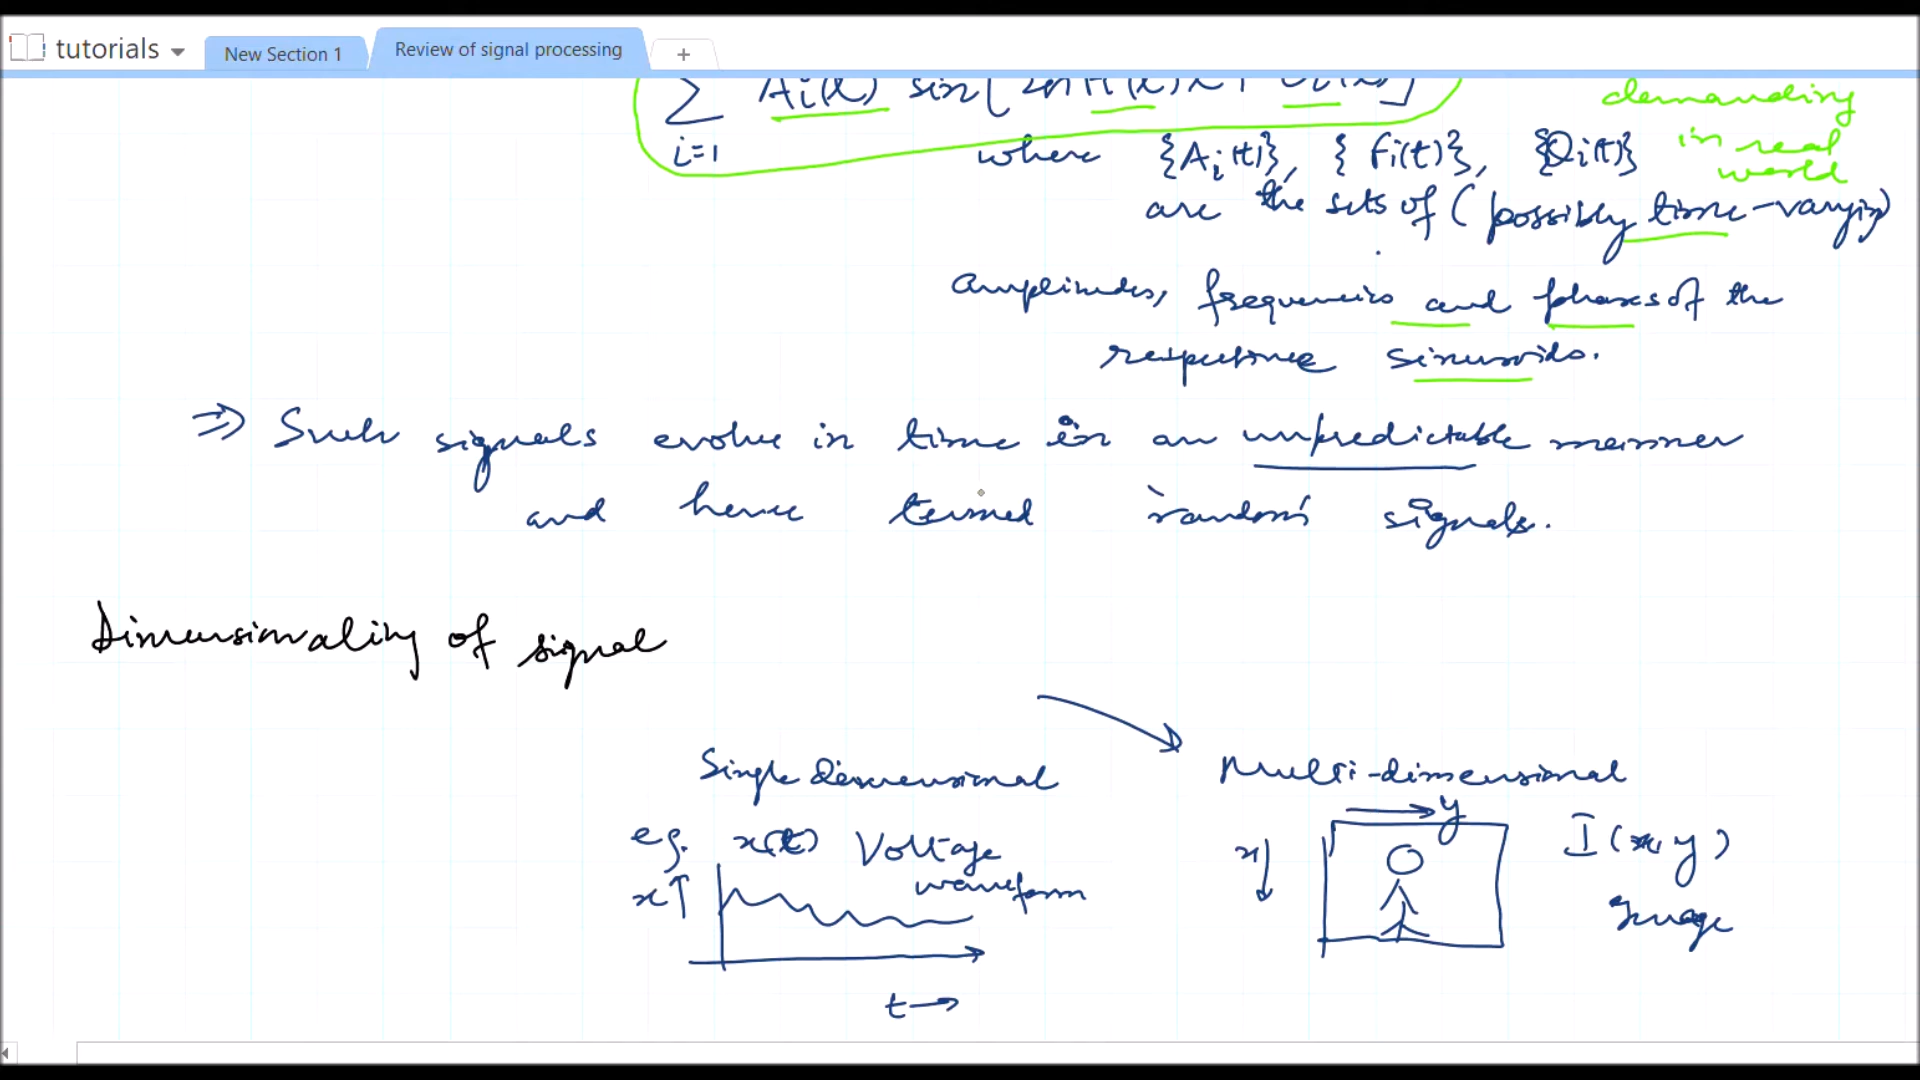 tutorials
New Section 1
Review of signal processing
+
∑ Ai(t) sin[
i=1
demanding
in real
world
where {Ai(t)}, {Fi(t)}, {Θi(t)}
are the sets of (possibly time-varying)
amplitudes, frequencies and phases of the
respective sinusoids.
⇒ Such signals evolve in time in an unpredictable manner
and hence termed 'random' signals.
Dimensionality of signal
Single dimensional
Multi-dimensional
e.g. x(t) Voltage
waveform
x↑
t→
y
x↓
I(x, y)
Image